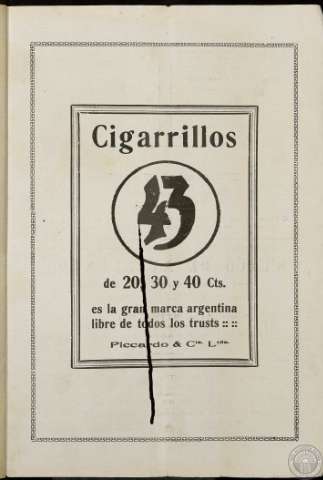 Cigarrillos
43
de 20, 30 y 40 Cts.
es la gran marca argentina
libre de todos los trusts :: ::
Piccardo & Cia. Ltda.